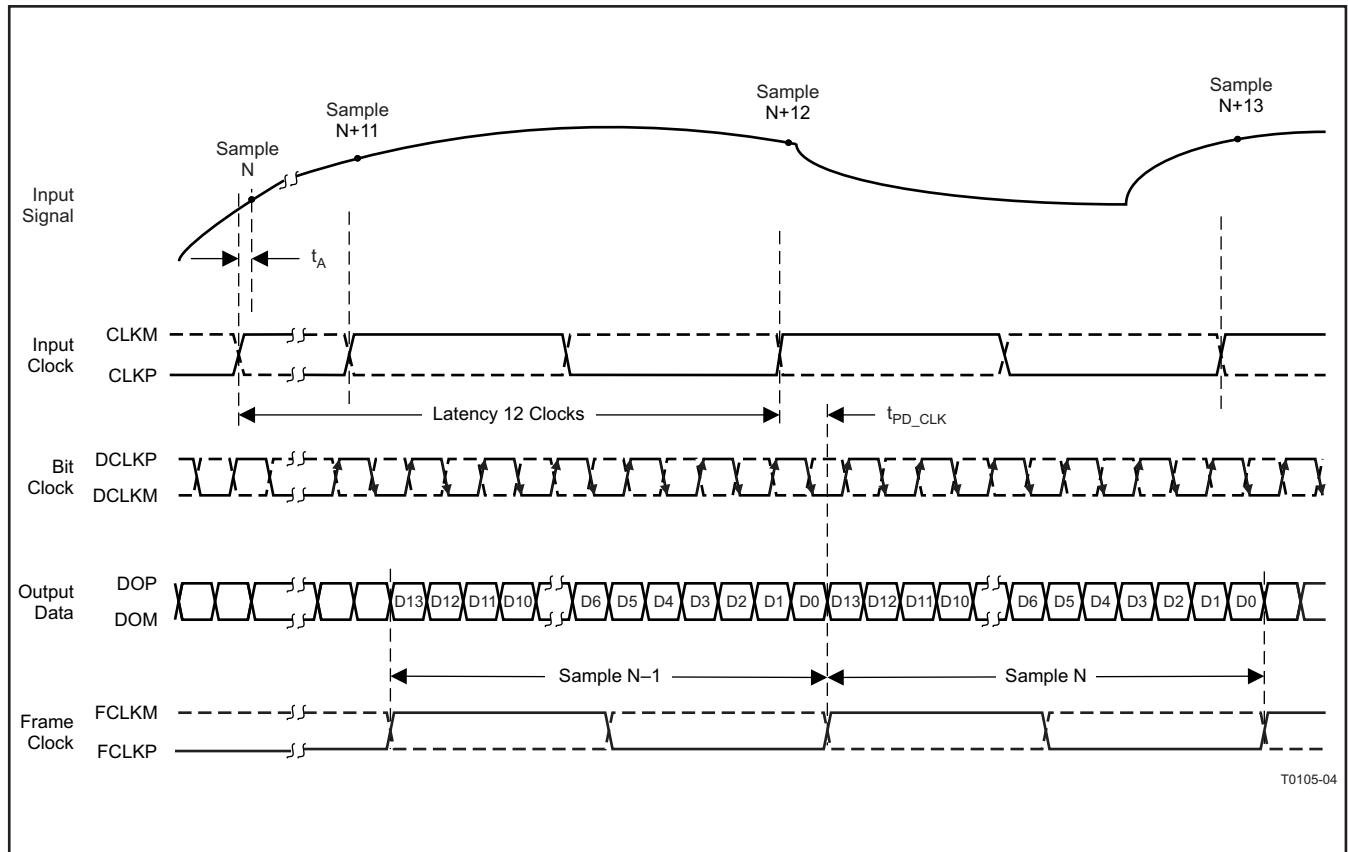 Sample
N
Sample
N+11
Sample
N+12
Sample
N+13
Input
Signal
t_A
Input
Clock
CLKM
CLKP
Latency 12 Clocks
t_PD_CLK
Bit
Clock
DCLKP
DCLKM
Output
Data
DOP
DOM
D13 D12 D11 D10 D6 D5 D4 D3 D2 D1 D0 D13 D12 D11 D10 D6 D5 D4 D3 D2 D1 D0
Sample N–1
Sample N
Frame
Clock
FCLKM
FCLKP
T0105-04